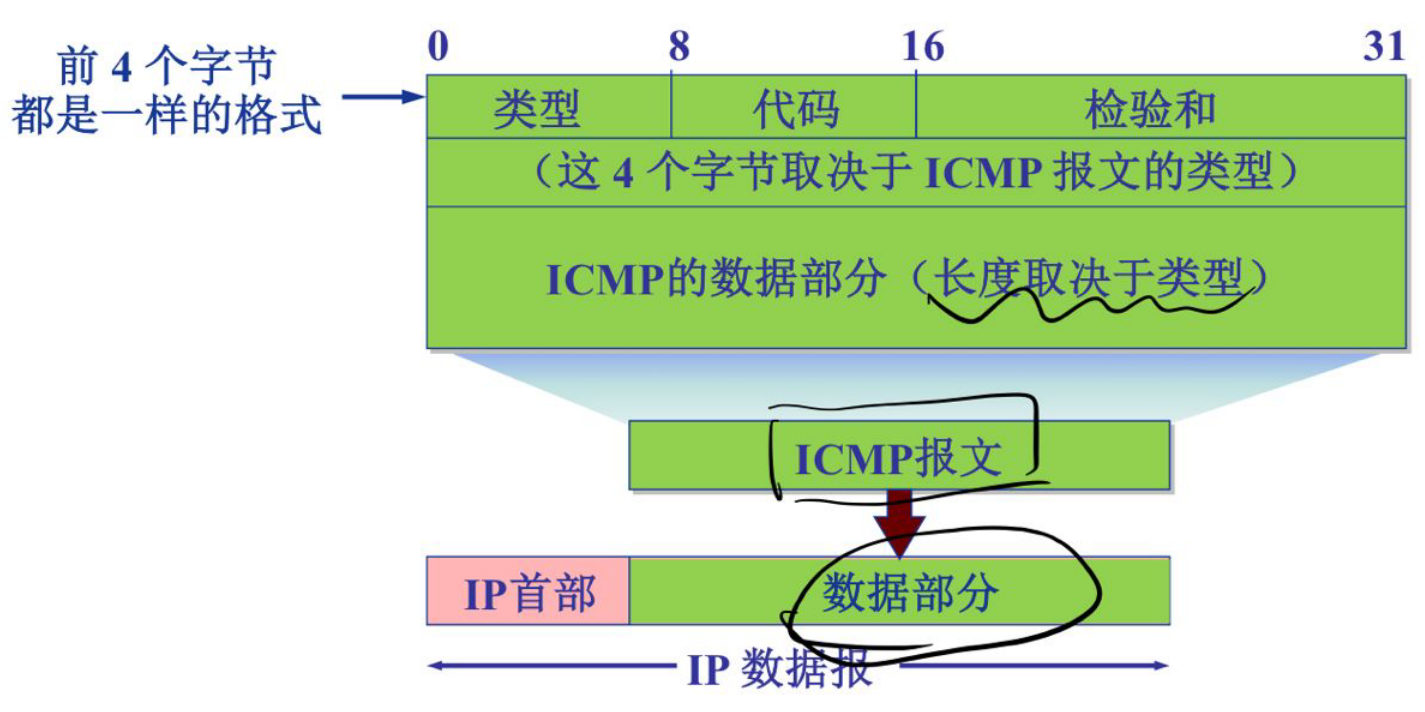 0 8 16 31
前 4 个字节
都是一样的格式
类型 代码 检验和
（这 4 个字节取决于 ICMP 报文的类型）
ICMP的数据部分（长度取决于类型）
ICMP报文
IP首部 数据部分
IP 数据报